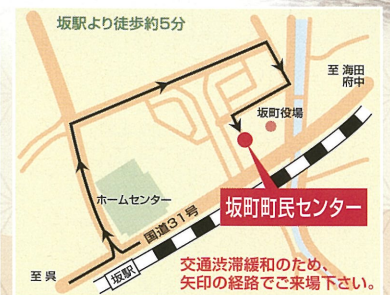 坂駅より徒歩約5分
至 海田
府中
坂町役場
ホームセンター
坂町町民センター
国道31号
至 呉
坂駅
交通渋滞緩和のため、
矢印の経路でご来場下さい。